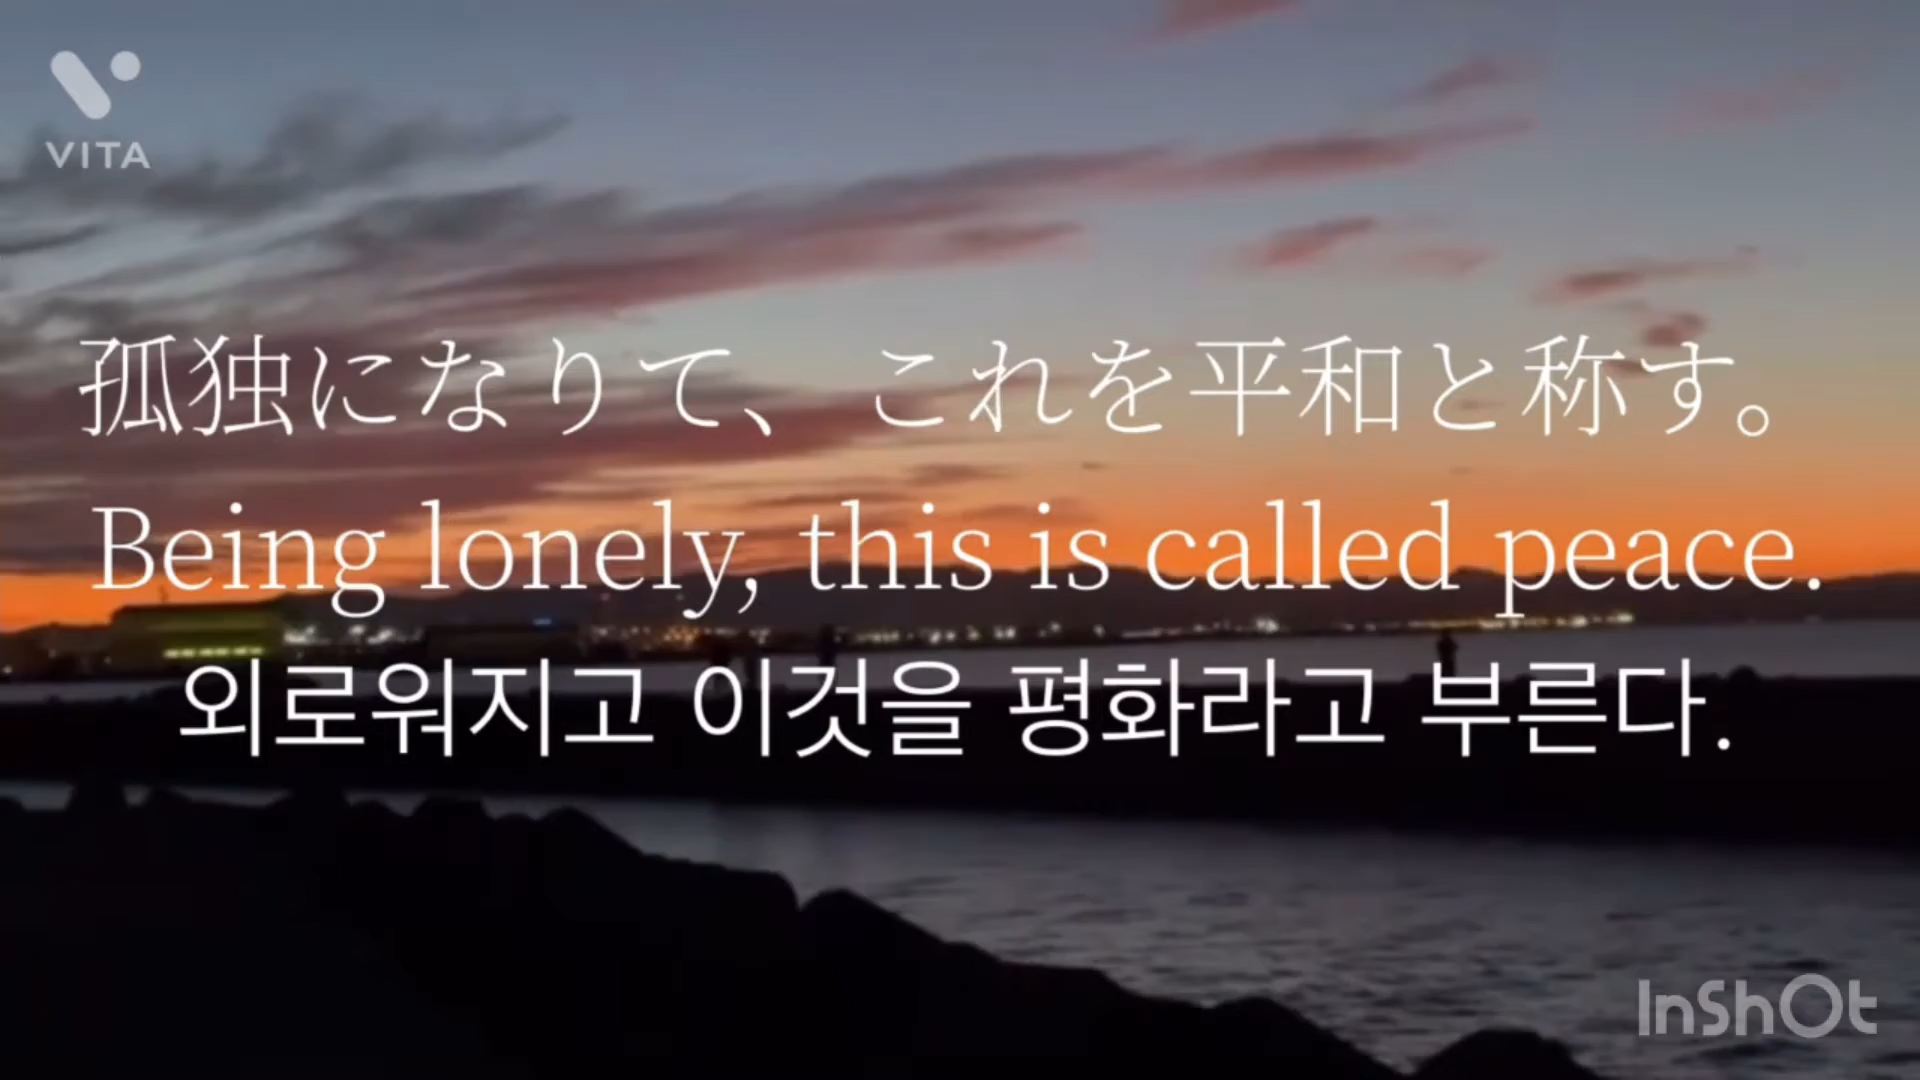 VITA
孤独になりて、これを平和と称す。
Being lonely, this is called peace.
외로워지고 이것을 평화라고 부른다.
InShOt